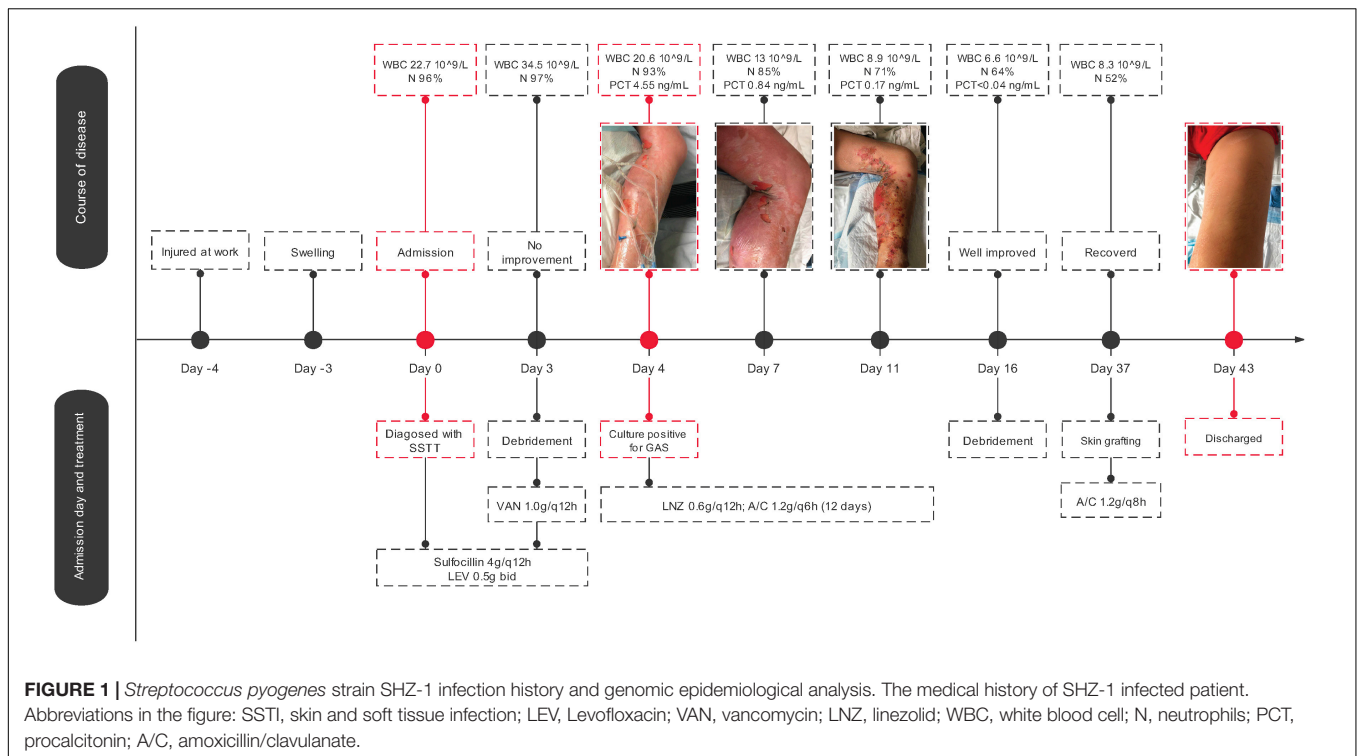 Course of disease
WBC 22.7 10^9/L
N 96%
WBC 34.5 10^9/L
N 97%
WBC 20.6 10^9/L
N 93%
PCT 4.55 ng/mL
WBC 13 10^9/L
N 85%
PCT 0.84 ng/mL
WBC 8.9 10^9/L
N 71%
PCT 0.17 ng/mL
WBC 6.6 10^9/L
N 64%
PCT<0.04 ng/mL
WBC 8.3 10^9/L
N 52%
Injured at work
Swelling
Admission
No
improvement
Well improved
Recoverd
Day -4
Day -3
Day 0
Day 3
Day 4
Day 7
Day 11
Day 16
Day 37
Day 43
Admission day and treatment
Diagosed with
SSTT
Debridement
Culture positive
for GAS
Debridement
Skin grafting
Discharged
VAN 1.0g/q12h
LNZ 0.6g/q12h; A/C 1.2g/q6h (12 days)
A/C 1.2g/q8h
Sulfocillin 4g/q12h
LEV 0.5g bid
FIGURE 1 | Streptococcus pyogenes strain SHZ-1 infection history and genomic epidemiological analysis. The medical history of SHZ-1 infected patient.
Abbreviations in the figure: SSTI, skin and soft tissue infection; LEV, Levofloxacin; VAN, vancomycin; LNZ, linezolid; WBC, white blood cell; N, neutrophils; PCT,
procalcitonin; A/C, amoxicillin/clavulanate.